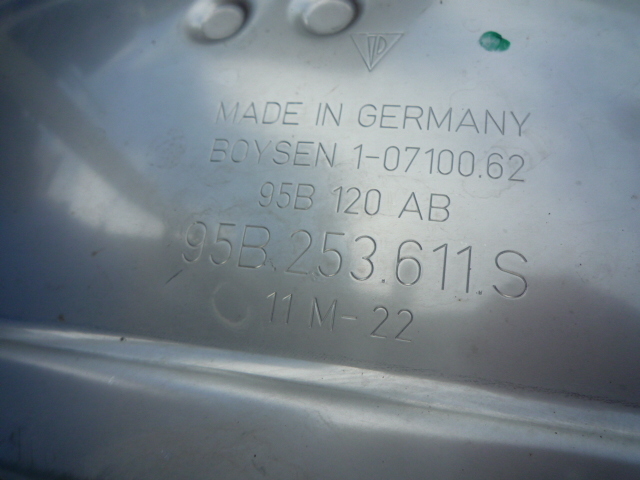 MADE IN GERMANY
BOYSEN 1-07100.62
95B 120 AB
95B.253.611.S
11 M-22